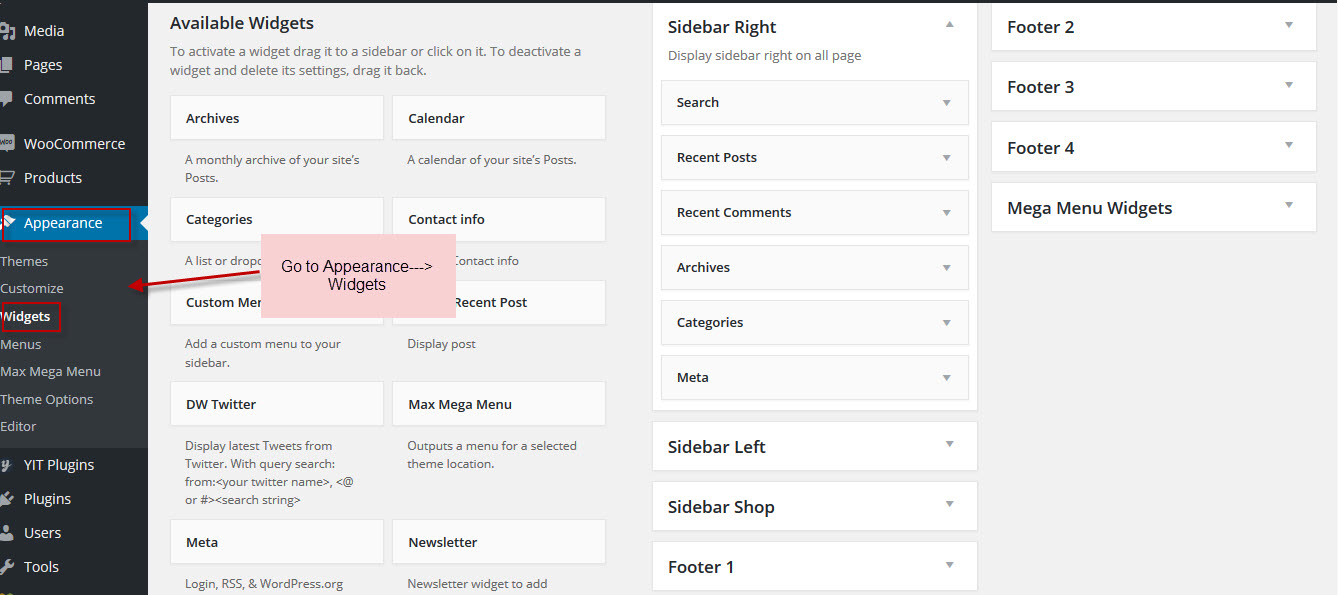 Media
Pages
Comments
WooCommerce
Products
Appearance
Themes
Customize
Widgets
Menus
Max Mega Menu
Theme Options
Editor
YIT Plugins
Plugins
Users
Tools
Available Widgets
To activate a widget drag it to a sidebar or click on it. To deactivate a
widget and delete its settings, drag it back.
Archives
A monthly archive of your site's
Posts.
Calendar
A calendar of your site's Posts.
Categories
A list or dropd
Contact info
Contact info
Go to Appearance--->
Widgets
Custom Men
Add a custom menu to your
sidebar.
Recent Post
Display post
DW Twitter
Display latest Tweets from
Twitter. With query search:
from:<your twitter name>, <@
or #><search string>
Max Mega Menu
Outputs a menu for a selected
theme location.
Meta
Login, RSS, & WordPress.org
Newsletter
Newsletter widget to add
Sidebar Right
Display sidebar right on all page
Search
Recent Posts
Recent Comments
Archives
Categories
Meta
Sidebar Left
Sidebar Shop
Footer 1
Footer 2
Footer 3
Footer 4
Mega Menu Widgets